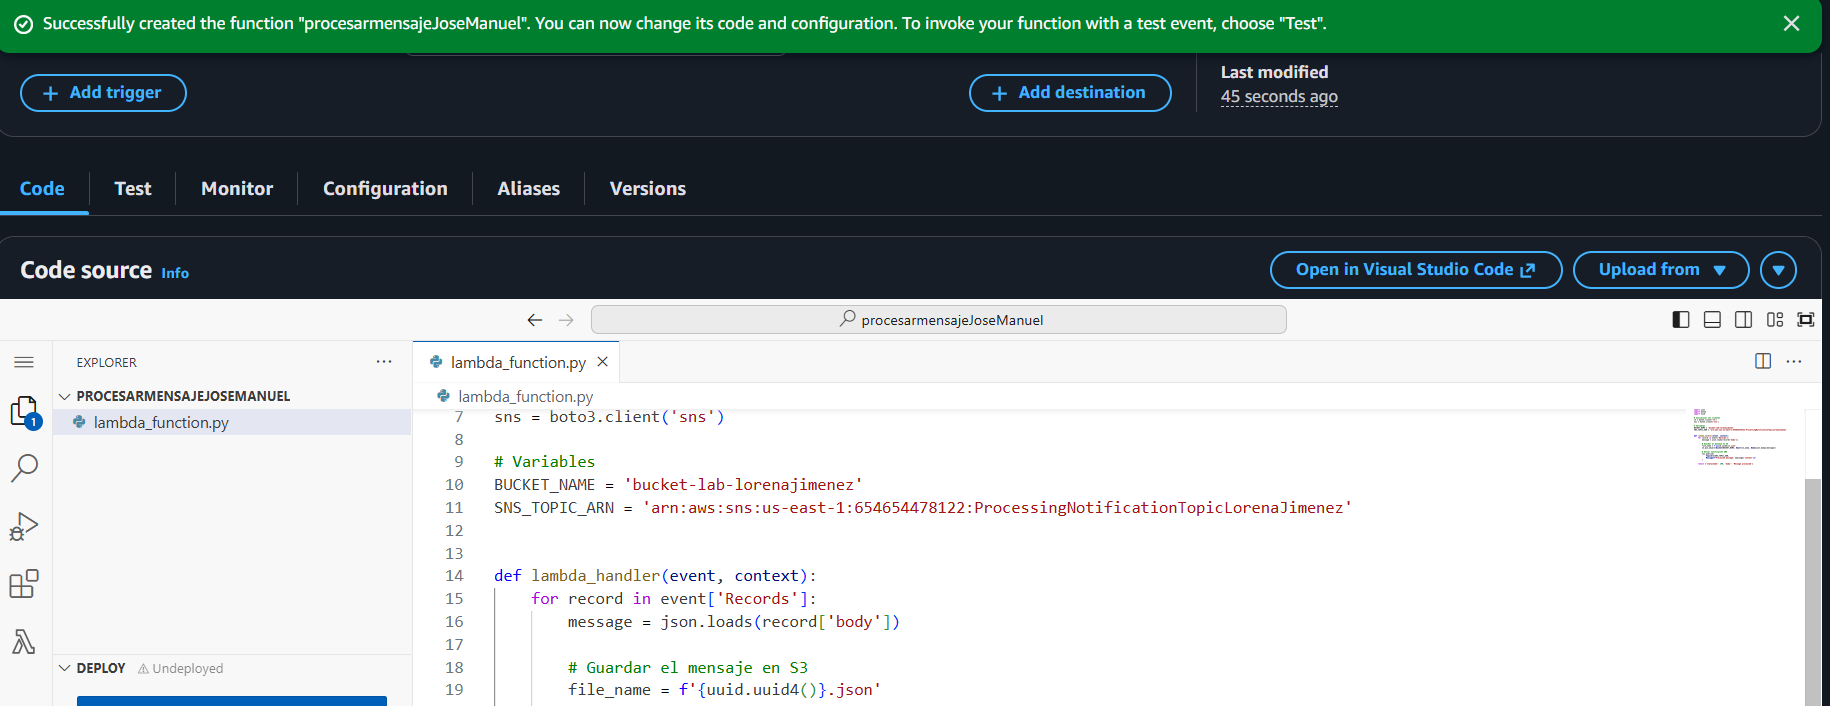 Successfully created the function "procesarmensajeJoseManuel". You can now change its code and configuration. To invoke your function with a test event, choose "Test".
Add trigger
Add destination
Last modified
45 seconds ago
Code
Test
Monitor
Configuration
Aliases
Versions
Code source Info
Open in Visual Studio Code
Upload from
procesarmensajeJoseManuel
EXPLORER
PROCESARMENSAJEJOSEMANUEL
lambda_function.py
1
DEPLOY Undeployed
lambda_function.py
lambda_function.py
7 sns = boto3.client('sns')
8
9 # Variables
10 BUCKET_NAME = 'bucket-lab-lorenajimenez'
11 SNS_TOPIC_ARN = 'arn:aws:sns:us-east-1:654654478122:ProcessingNotificationTopicLorenaJimenez'
12
13
14 def lambda_handler(event, context):
15 for record in event['Records']:
16 message = json.loads(record['body'])
17
18 # Guardar el mensaje en S3
19 file_name = f'{uuid.uuid4()}.json'